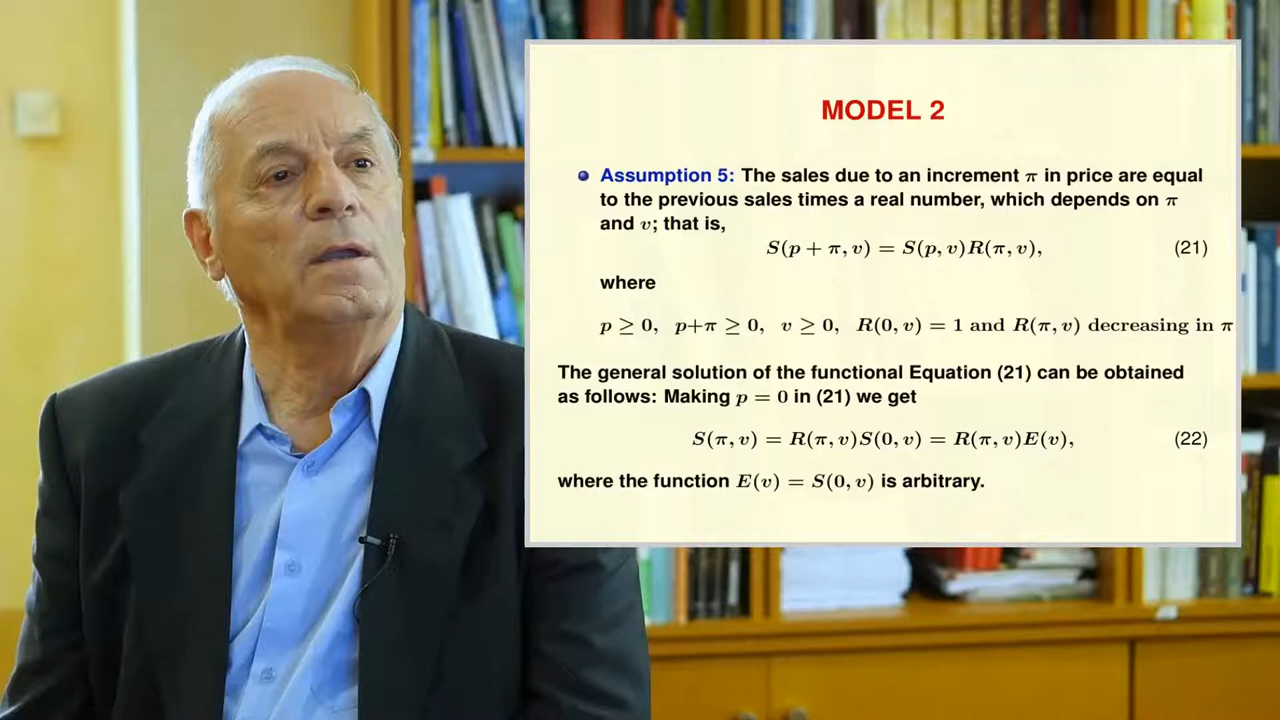 MODEL 2
Assumption 5: The sales due to an increment π in price are equal
to the previous sales times a real number, which depends on π
and v; that is,
S(p + π, v) = S(p, v)R(π, v), (21)
where
p ≥ 0, p+π ≥ 0, v ≥ 0, R(0, v) = 1 and R(π, v) decreasing in π
The general solution of the functional Equation (21) can be obtained
as follows: Making p = 0 in (21) we get
S(π, v) = R(π, v)S(0, v) = R(π, v)E(v), (22)
where the function E(v) = S(0, v) is arbitrary.